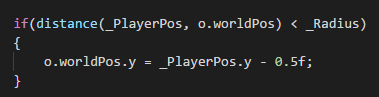 if(distance(_PlayerPos, o.worldPos) < _Radius)
{
    o.worldPos.y = _PlayerPos.y - 0.5f;
}